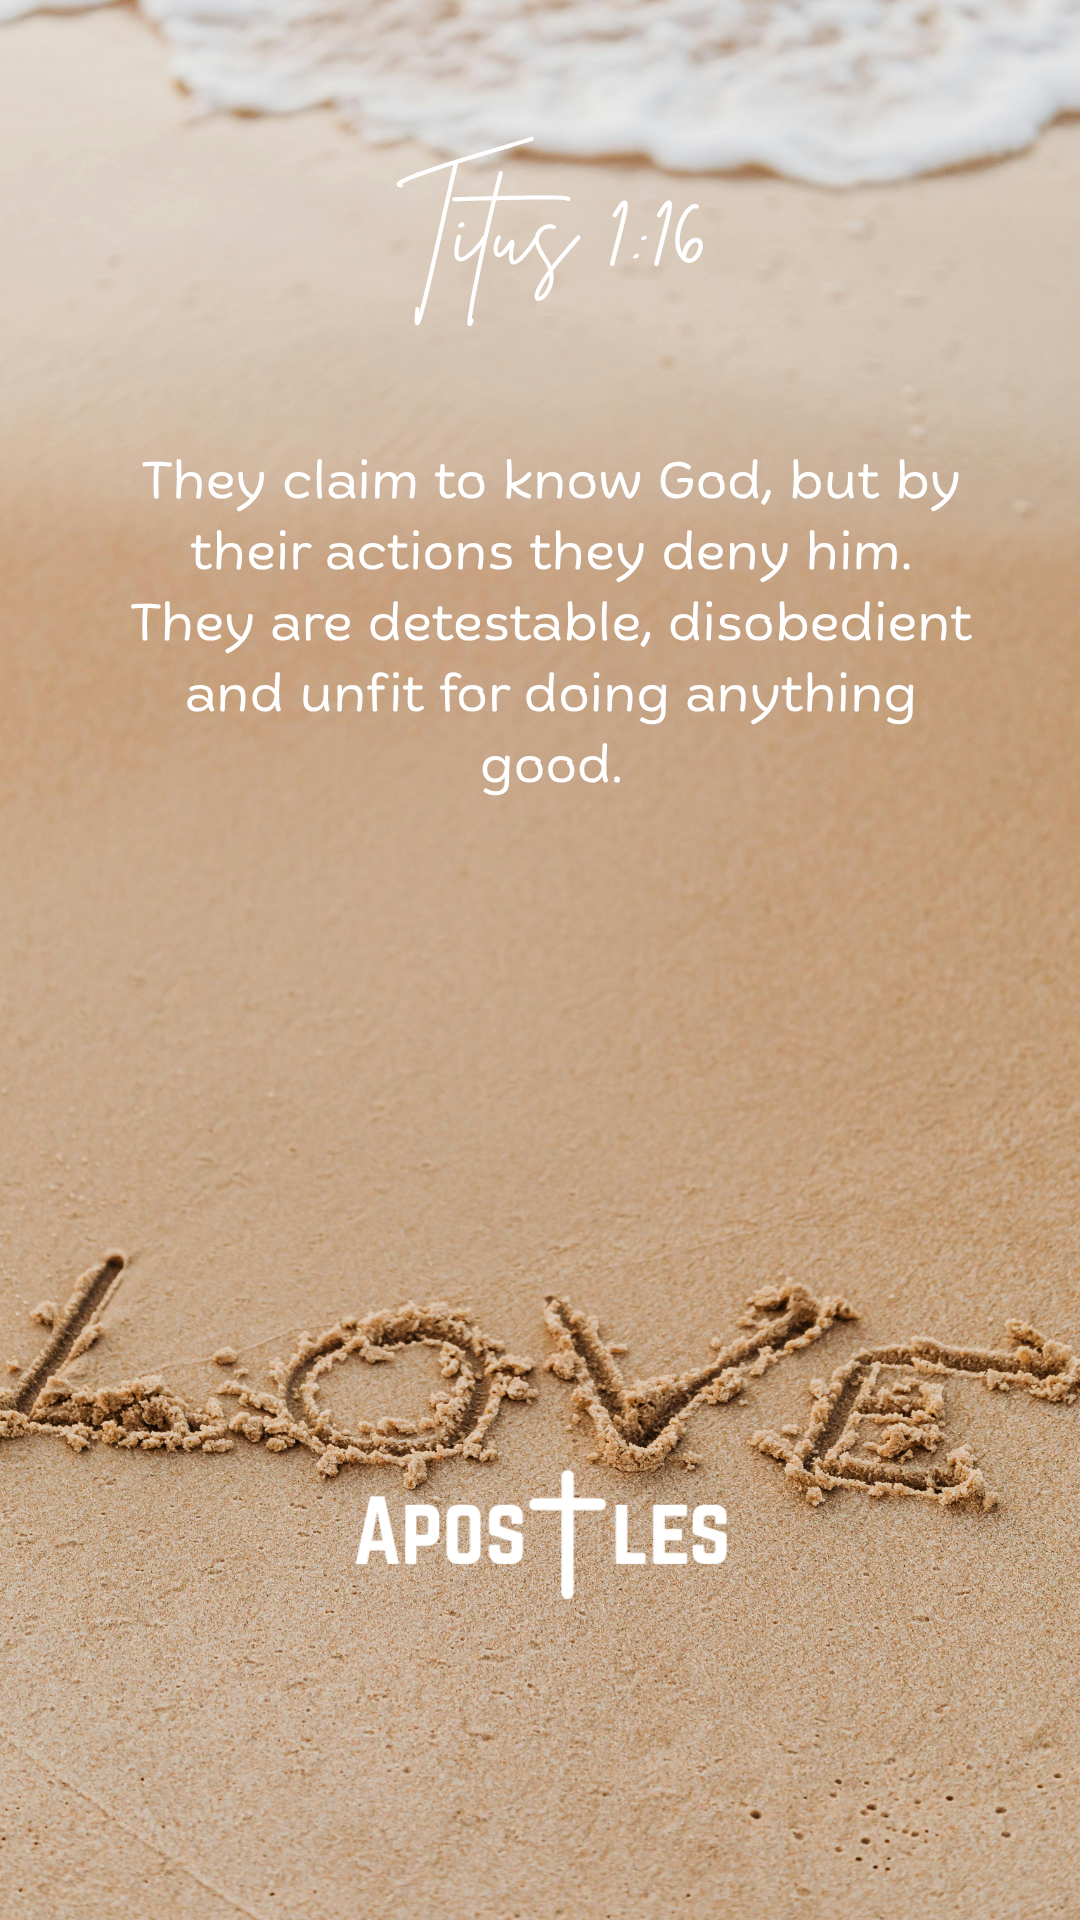 Titus 1:16
They claim to know God, but by
their actions they deny him.
They are detestable, disobedient
and unfit for doing anything
good.
LOVE
APOSTLES